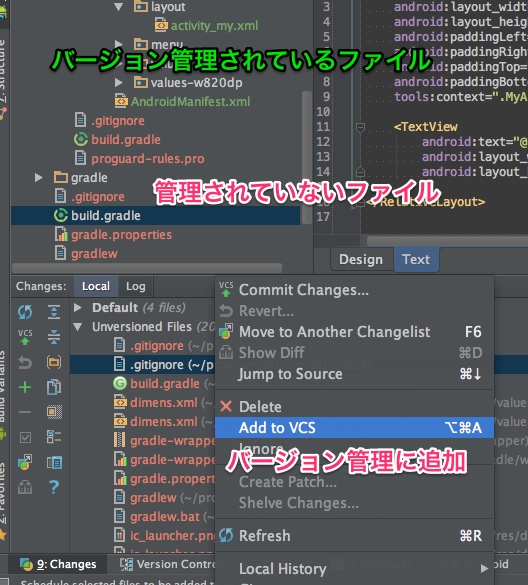 layout
activity_my.xml
menu
バージョン管理されているファイル
values-w820dp
AndroidManifest.xml
.gitignore
build.gradle
proguard-rules.pro
gradle
.gitignore
管理されていないファイル
build.gradle
gradle.properties
gradlew
3
4
5
6
7
8
9
10
11
12
13
14
15
16
17
android:layout_widt
android:layout_heig
android:paddingLeft=
android:paddingRigh
android:paddingTop=
android:paddingBott
tools:context=".MyA
<TextView
android:text="@
android:layout_v
android:layout_
</RelativeLayout>
Design
Text
Changes:
Local
Log
Default (4 files)
Unversioned Files (20
.gitignore (~/p
.gitignore (~/p
build.gradle (~
dimens.xml (~/
dimens.xml (~/
gradle-wrappe
gradle-wrappe
gradle.propert
gradlew (~/pro
gradlew.bat (~
ic_launcher.pn
Commit Changes...
Revert...
Move to Another Changelist F6
Show Diff ⌘D
Jump to Source ⌘↓
Delete
Add to VCS ⌥⌘A
Ignore
バージョン管理に追加
Create Patch...
Shelve Changes...
Refresh ⌘R
Local History
VCS
Z: Structure
Build Variants
2: Favorites
9: Changes
Version Contro
Schedule selected files to be added t